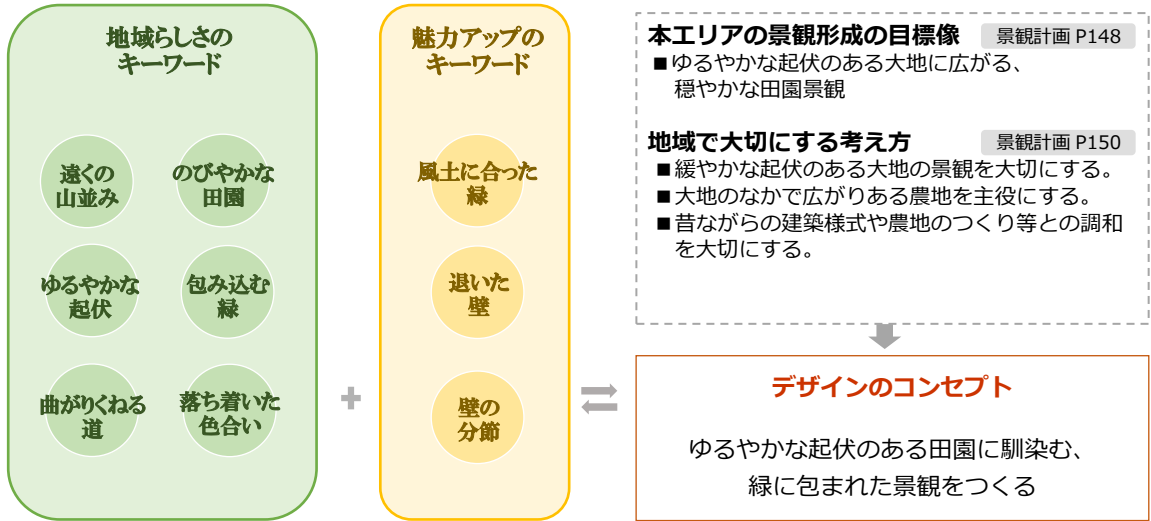 地域らしさの
キーワード
遠くの
山並み
のびやかな
田園
ゆるやかな
起伏
包み込む
緑
曲がりくねる
道
落ち着いた
色合い
+
魅力アップの
キーワード
風土に合った
緑
退いた
壁
壁の
分節
本エリアの景観形成の目標像 景観計画 P148
■ゆるやかな起伏のある大地に広がる、
穏やかな田園景観
地域で大切にする考え方 景観計画 P150
■緩やかな起伏のある大地の景観を大切にする。
■大地のなかで広がりある農地を主役にする。
■昔ながらの建築様式や農地のつくり等との調和
を大切にする。
デザインのコンセプト
ゆるやかな起伏のある田園に馴染む、
緑に包まれた景観をつくる